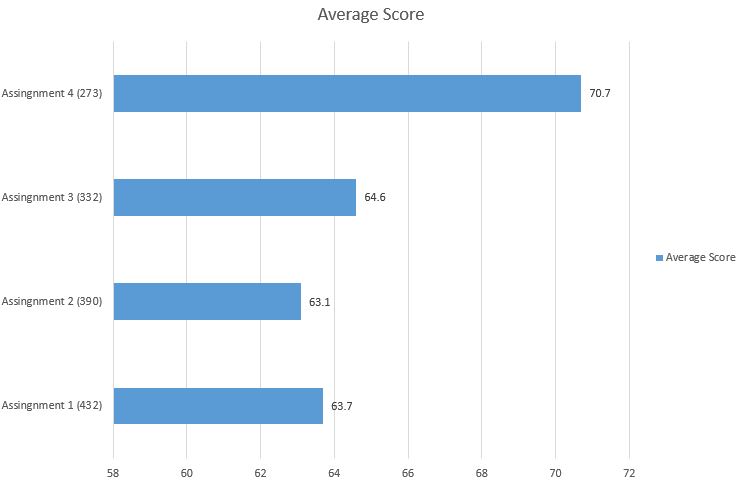 Average Score
Assingnment 4 (273)
70.7
Assingnment 3 (332)
64.6
Average Score
Assingnment 2 (390)
63.1
Assingnment 1 (432)
63.7
58 60 62 64 66 68 70 72